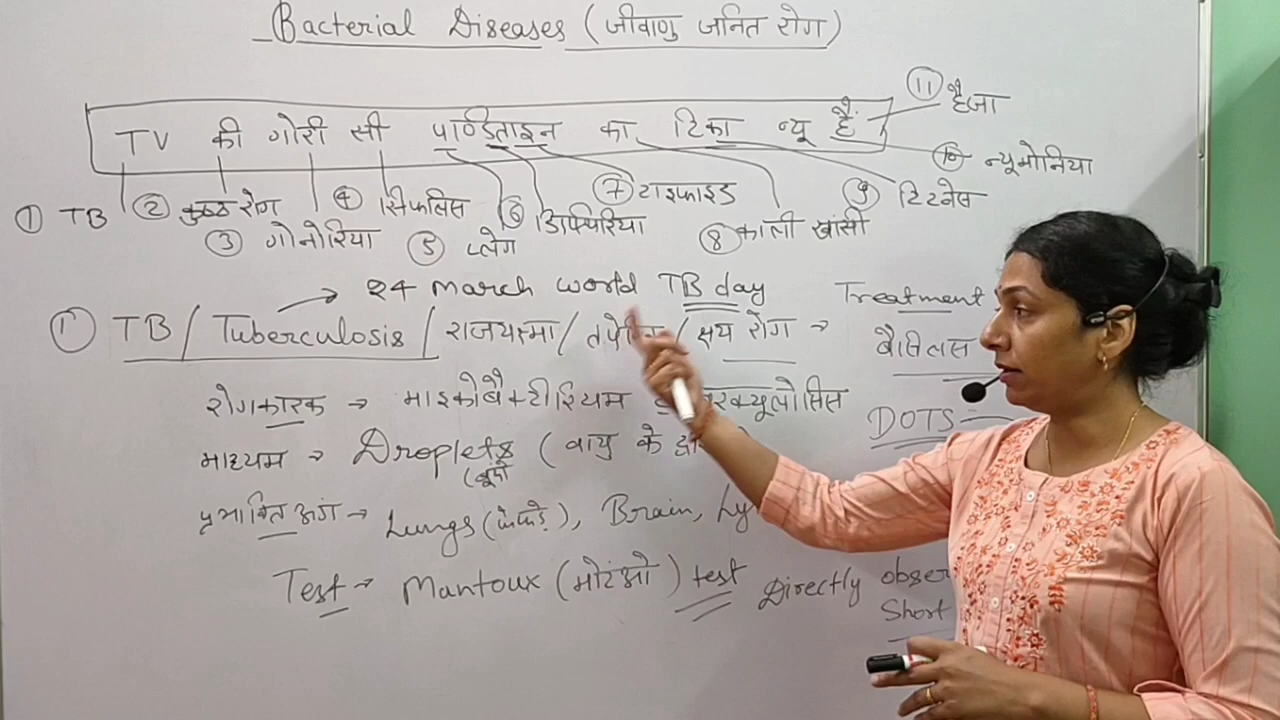 Bacterial Diseases (जीवाणु जनित रोग)
TV की गोरी सी पाण्डिताइन का टिका न्यू हैं
⑪ हैजा
⑩ न्यूमोनिया
① TB ② कुष्ठ रोग ④ सिफलिस ⑥ डिफ्थिरिया ⑦ टाइफाइड ⑨ टिटनेस
③ गोनोरिया ⑤ प्लेग ⑧ काली खांसी
→ 24 March world TB day
① TB / Tuberculosis / राजयक्ष्मा / / क्षय रोग →
Treatment
बैसिलस
रोगकारक → माइकोबैक्टीरियम
DOTS
माध्यम → Droplets (वायु के
प्रभावित अंग → Lungs (फेफड़े), Brain,
Test → Mantoux (मोटंओ) test
Directly
Short